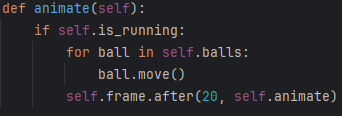 def animate(self):
    if self.is_running:
        for ball in self.balls:
            ball.move()
        self.frame.after(20, self.animate)